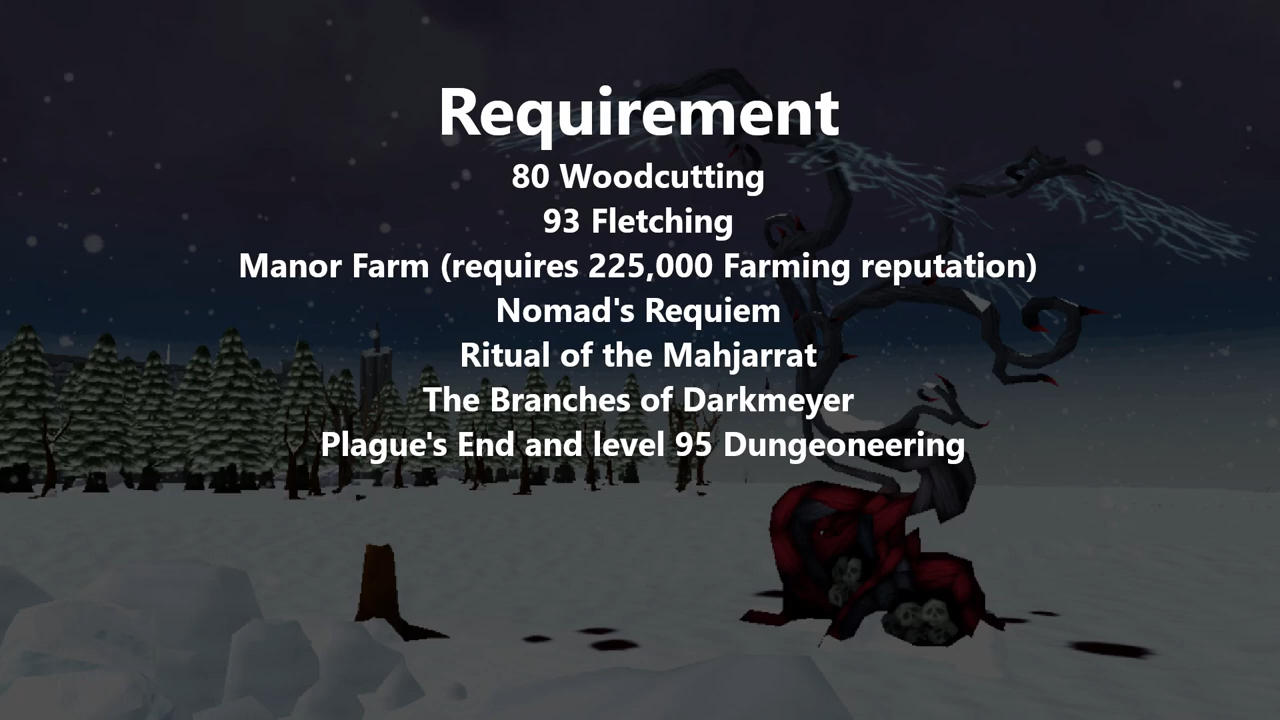 Requirement
80 Woodcutting
93 Fletching
Manor Farm (requires 225,000 Farming reputation)
Nomad's Requiem
Ritual of the Mahjarrat
The Branches of Darkmeyer
Plague's End and level 95 Dungeoneering